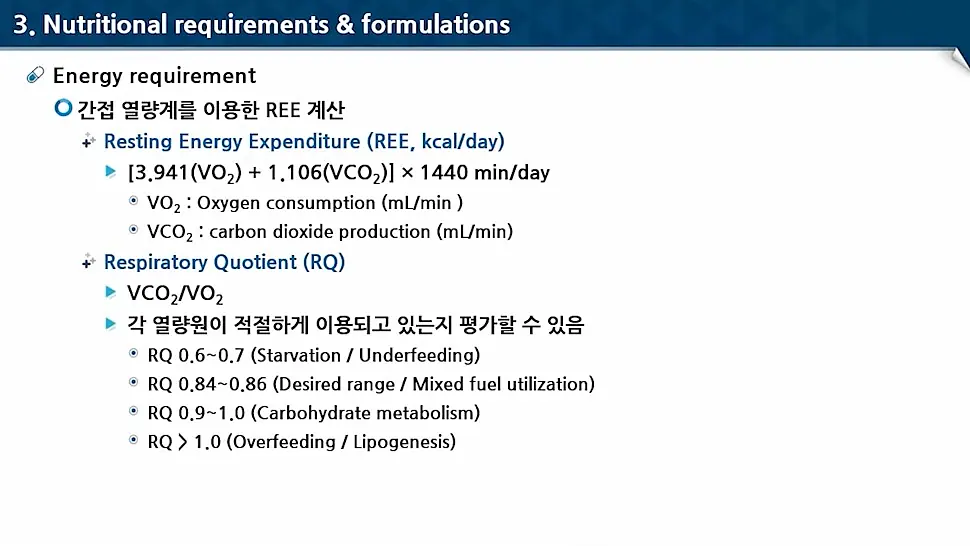 3. Nutritional requirements & formulations
Energy requirement
간접 열량계를 이용한 REE 계산
Resting Energy Expenditure (REE, kcal/day)
[3.941(VO₂) + 1.106(VCO₂)] × 1440 min/day
VO₂ : Oxygen consumption (mL/min )
VCO₂ : carbon dioxide production (mL/min)
Respiratory Quotient (RQ)
VCO₂/VO₂
각 열량원이 적절하게 이용되고 있는지 평가할 수 있음
RQ 0.6~0.7 (Starvation / Underfeeding)
RQ 0.84~0.86 (Desired range / Mixed fuel utilization)
RQ 0.9~1.0 (Carbohydrate metabolism)
RQ > 1.0 (Overfeeding / Lipogenesis)